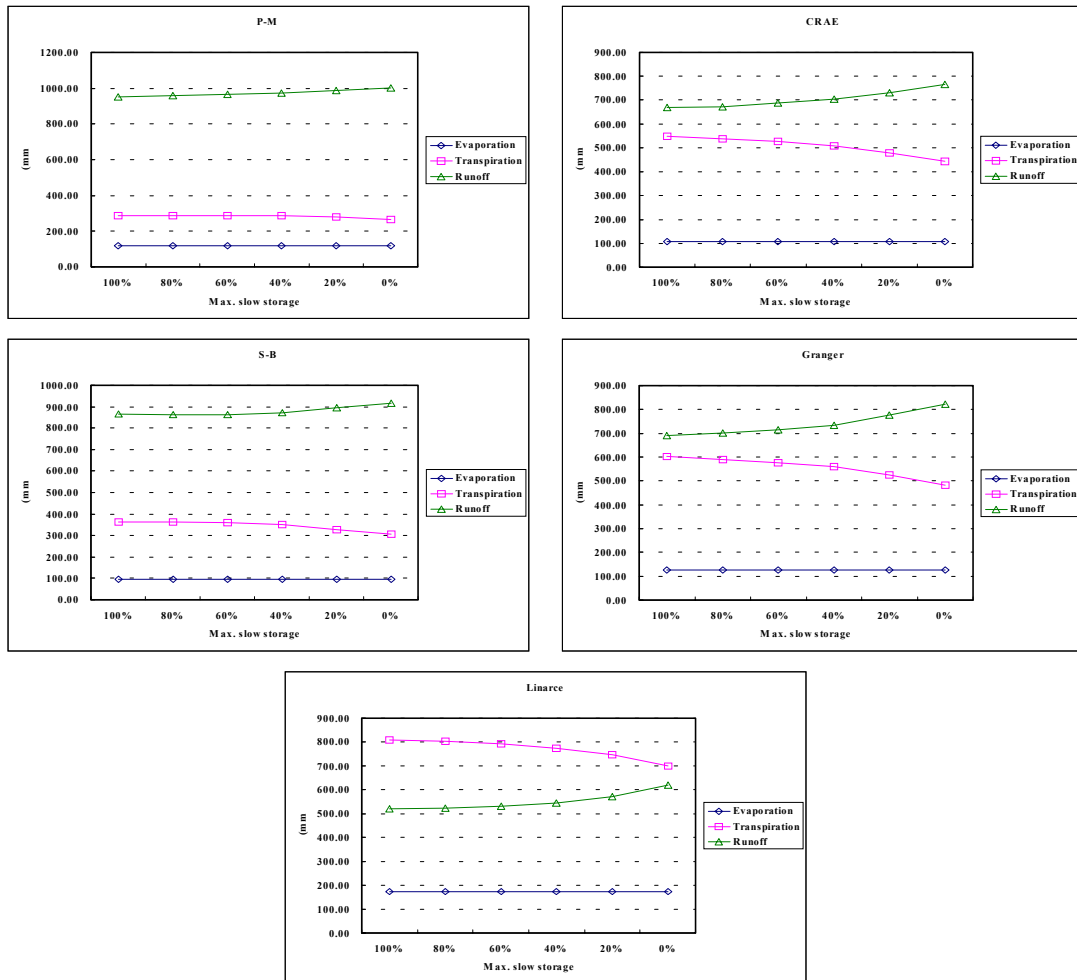 P-M
1200.00
1000.00
800.00
600.00
400.00
200.00
0.00
(mm
100% 80% 60% 40% 20% 0%
Max. slow storage
Evaporation
Transpiration
Runoff
CRAE
900.00
800.00
700.00
600.00
500.00
400.00
300.00
200.00
100.00
0.00
(mm
100% 80% 60% 40% 20% 0%
Max. slow storage
Evaporation
Transpiration
Runoff
S-B
1000.00
900.00
800.00
700.00
600.00
500.00
400.00
300.00
200.00
100.00
0.00
(mm
100% 80% 60% 40% 20% 0%
Max. slow storage
Evaporation
Transpiration
Runoff
Granger
900.00
800.00
700.00
600.00
500.00
400.00
300.00
200.00
100.00
0.00
(mm
100% 80% 60% 40% 20% 0%
Max. slow storage
Evaporation
Transpiration
Runoff
Linarce
900.00
800.00
700.00
600.00
500.00
400.00
300.00
200.00
100.00
0.00
(mm
100% 80% 60% 40% 20% 0%
Max. slow storage
Evaporation
Transpiration
Runoff